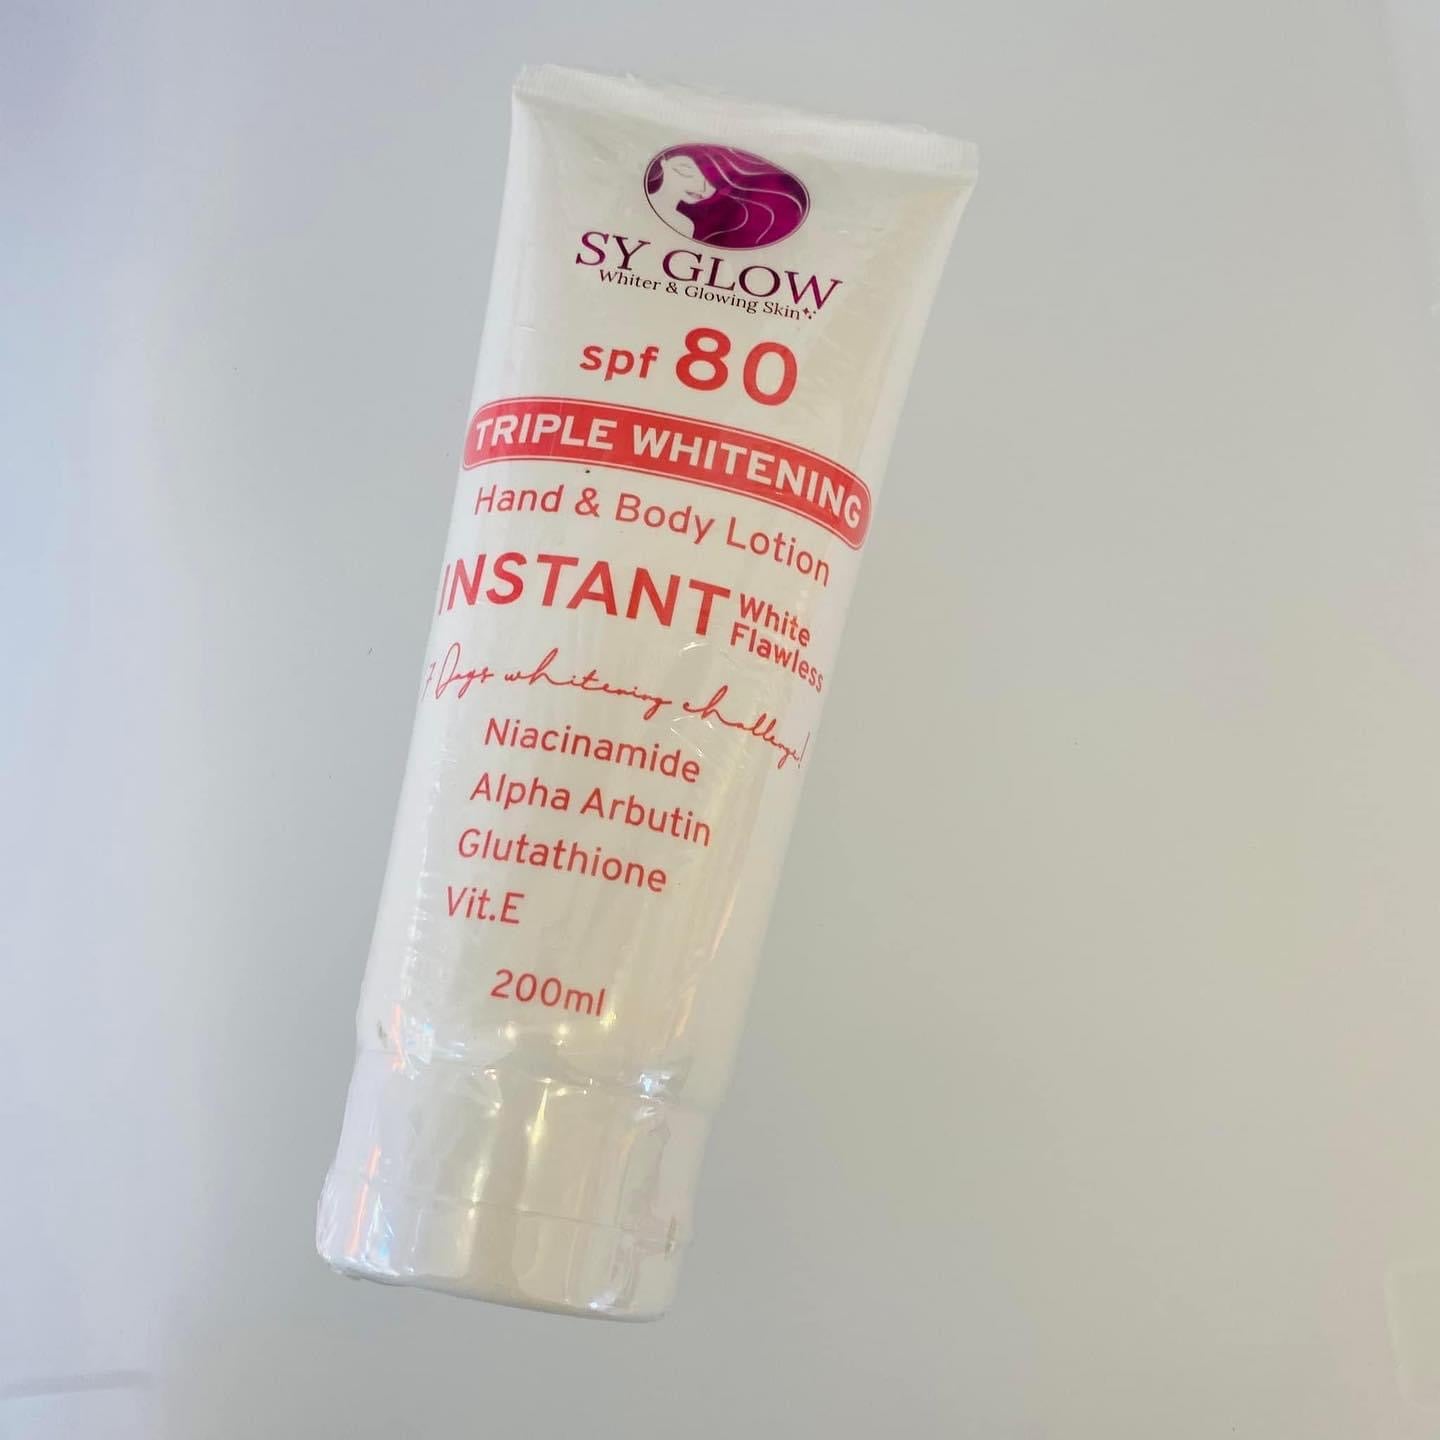 SY GLOW
Whiter & Glowing Skin
spf 80
TRIPLE WHITENING
Hand & Body Lotion
INSTANT White Flawless
7 Days whitening challenge!
Niacinamide
Alpha Arbutin
Glutathione
Vit.E
200ml